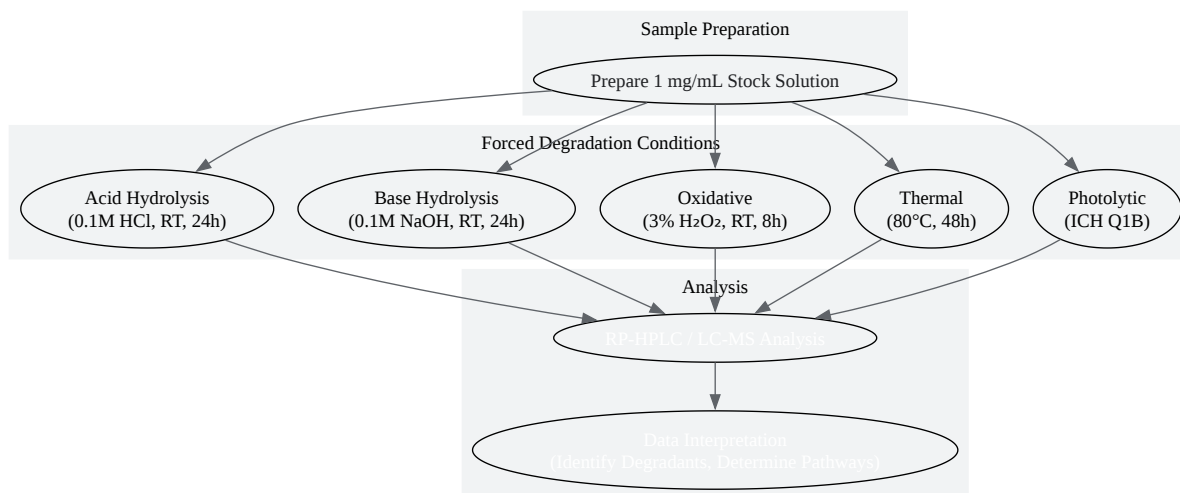 Sample Preparation
Prepare 1 mg/mL Stock Solution
Forced Degradation Conditions
Acid Hydrolysis
(0.1M HCl, RT, 24h)
Base Hydrolysis
(0.1M NaOH, RT, 24h)
Oxidative
(3% H₂O₂, RT, 8h)
Thermal
(80°C, 48h)
Photolytic
(ICH Q1B)
Analysis
RP-HPLC / LC-MS Analysis
Data Interpretation
(Identify Degradants, Determine Pathways)